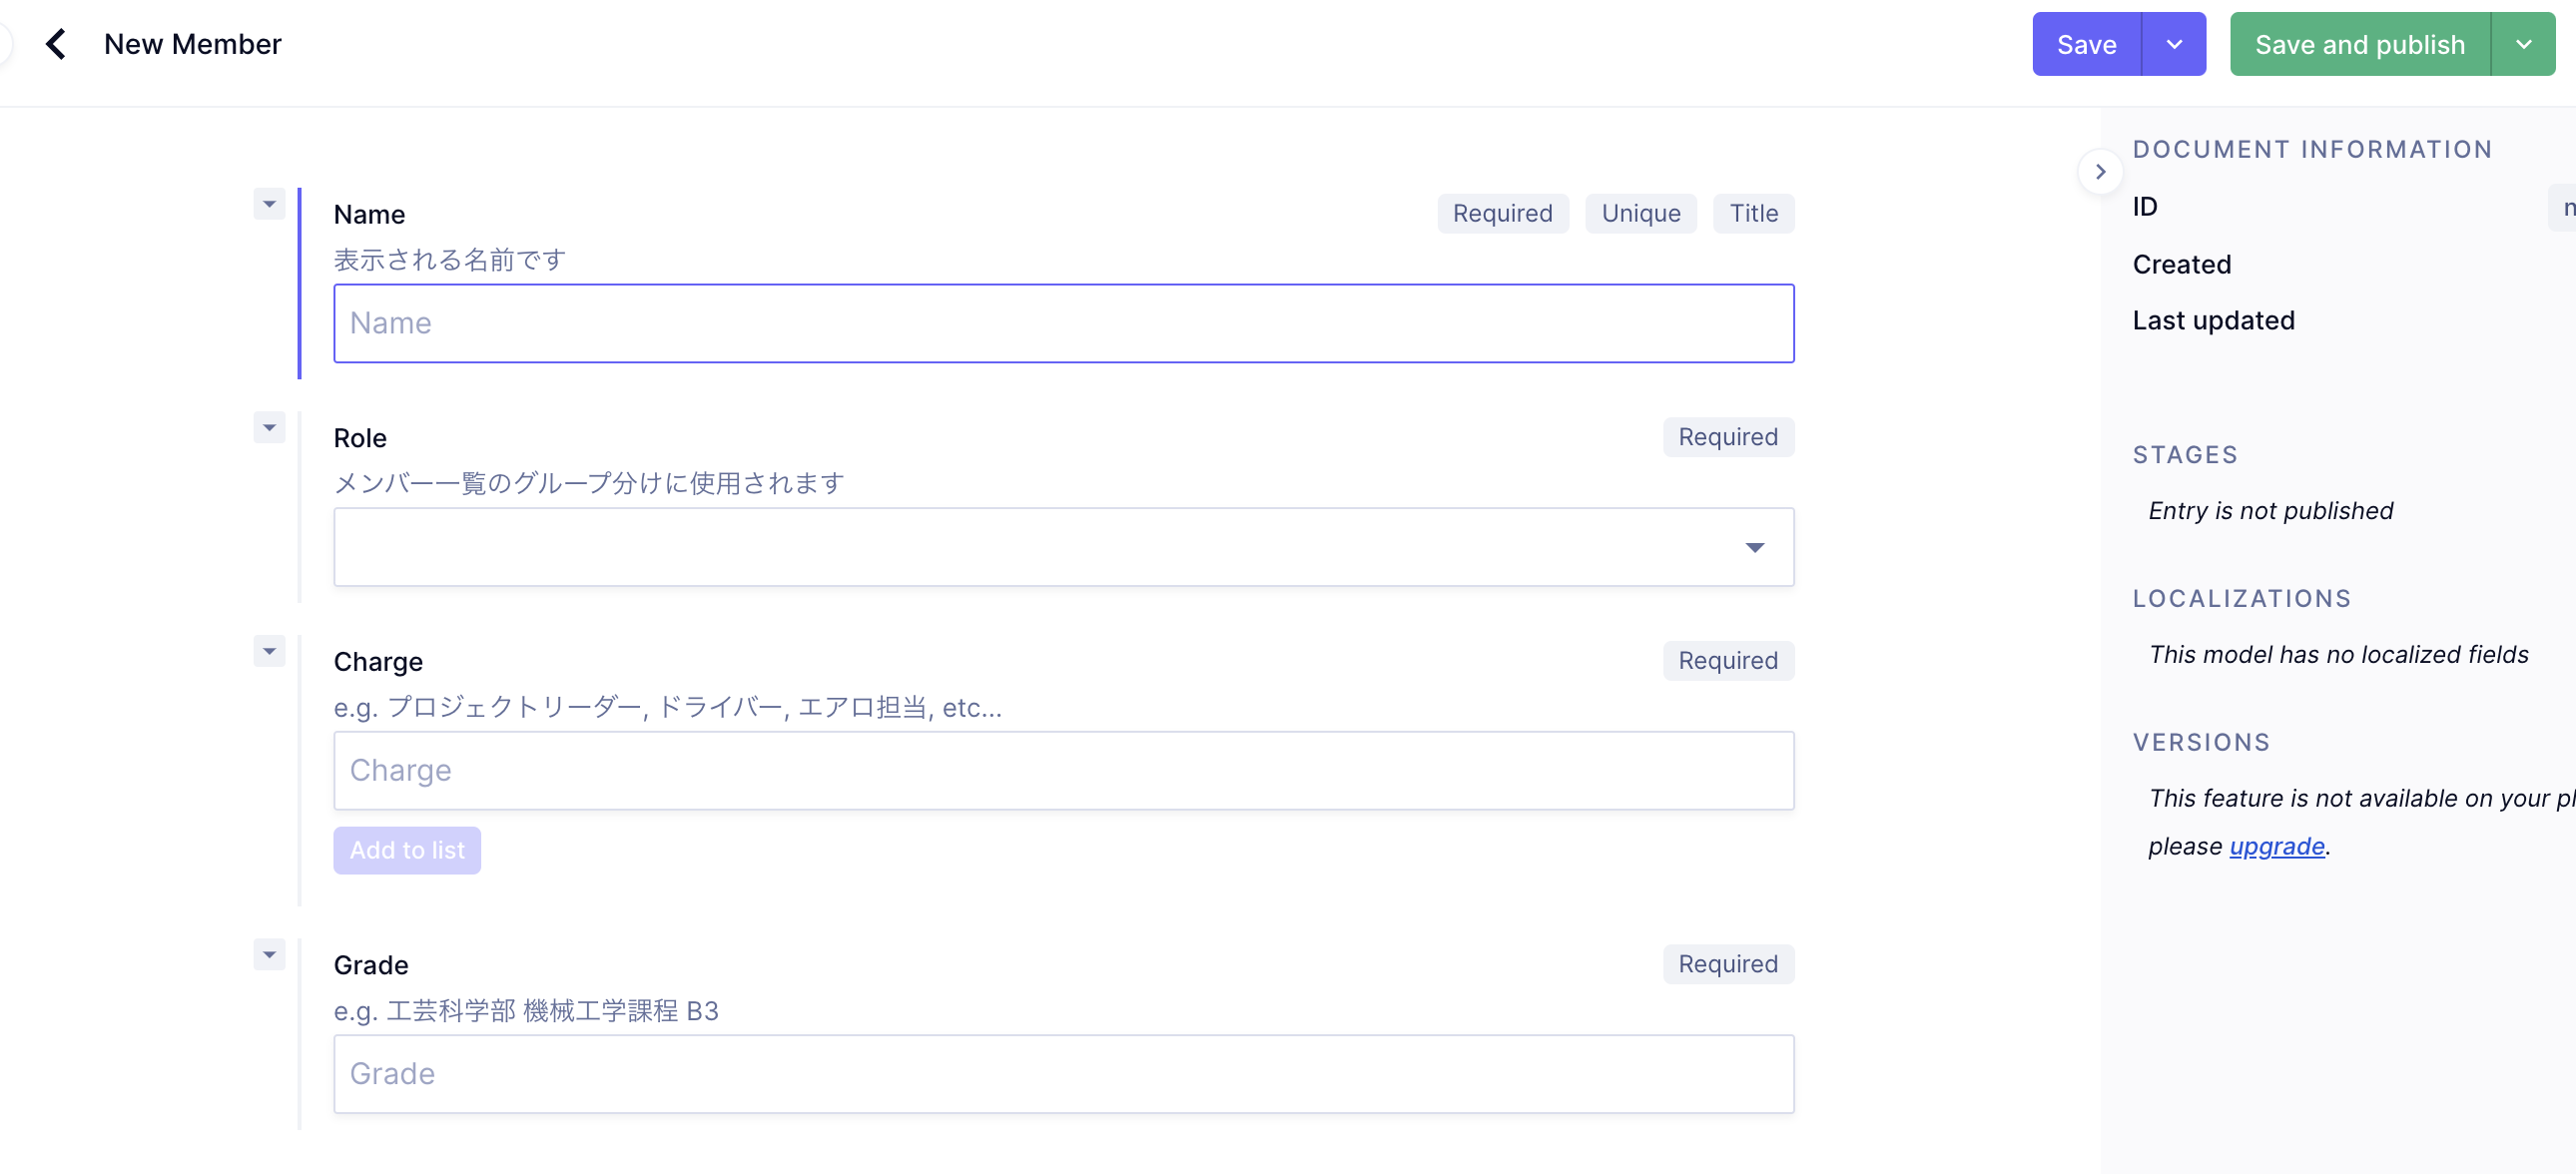 New Member
Save
Save and publish
Name
Required
Unique
Title
表示される名前です
Name
Role
Required
メンバー一覧のグループ分けに使用されます
Charge
Required
e.g. プロジェクトリーダー, ドライバー, エアロ担当, etc...
Charge
Add to list
Grade
Required
e.g. 工芸科学部 機械工学課程 B3
Grade
DOCUMENT INFORMATION
ID
Created
Last updated
STAGES
Entry is not published
LOCALIZATIONS
This model has no localized fields
VERSIONS
This feature is not available on your
please upgrade.